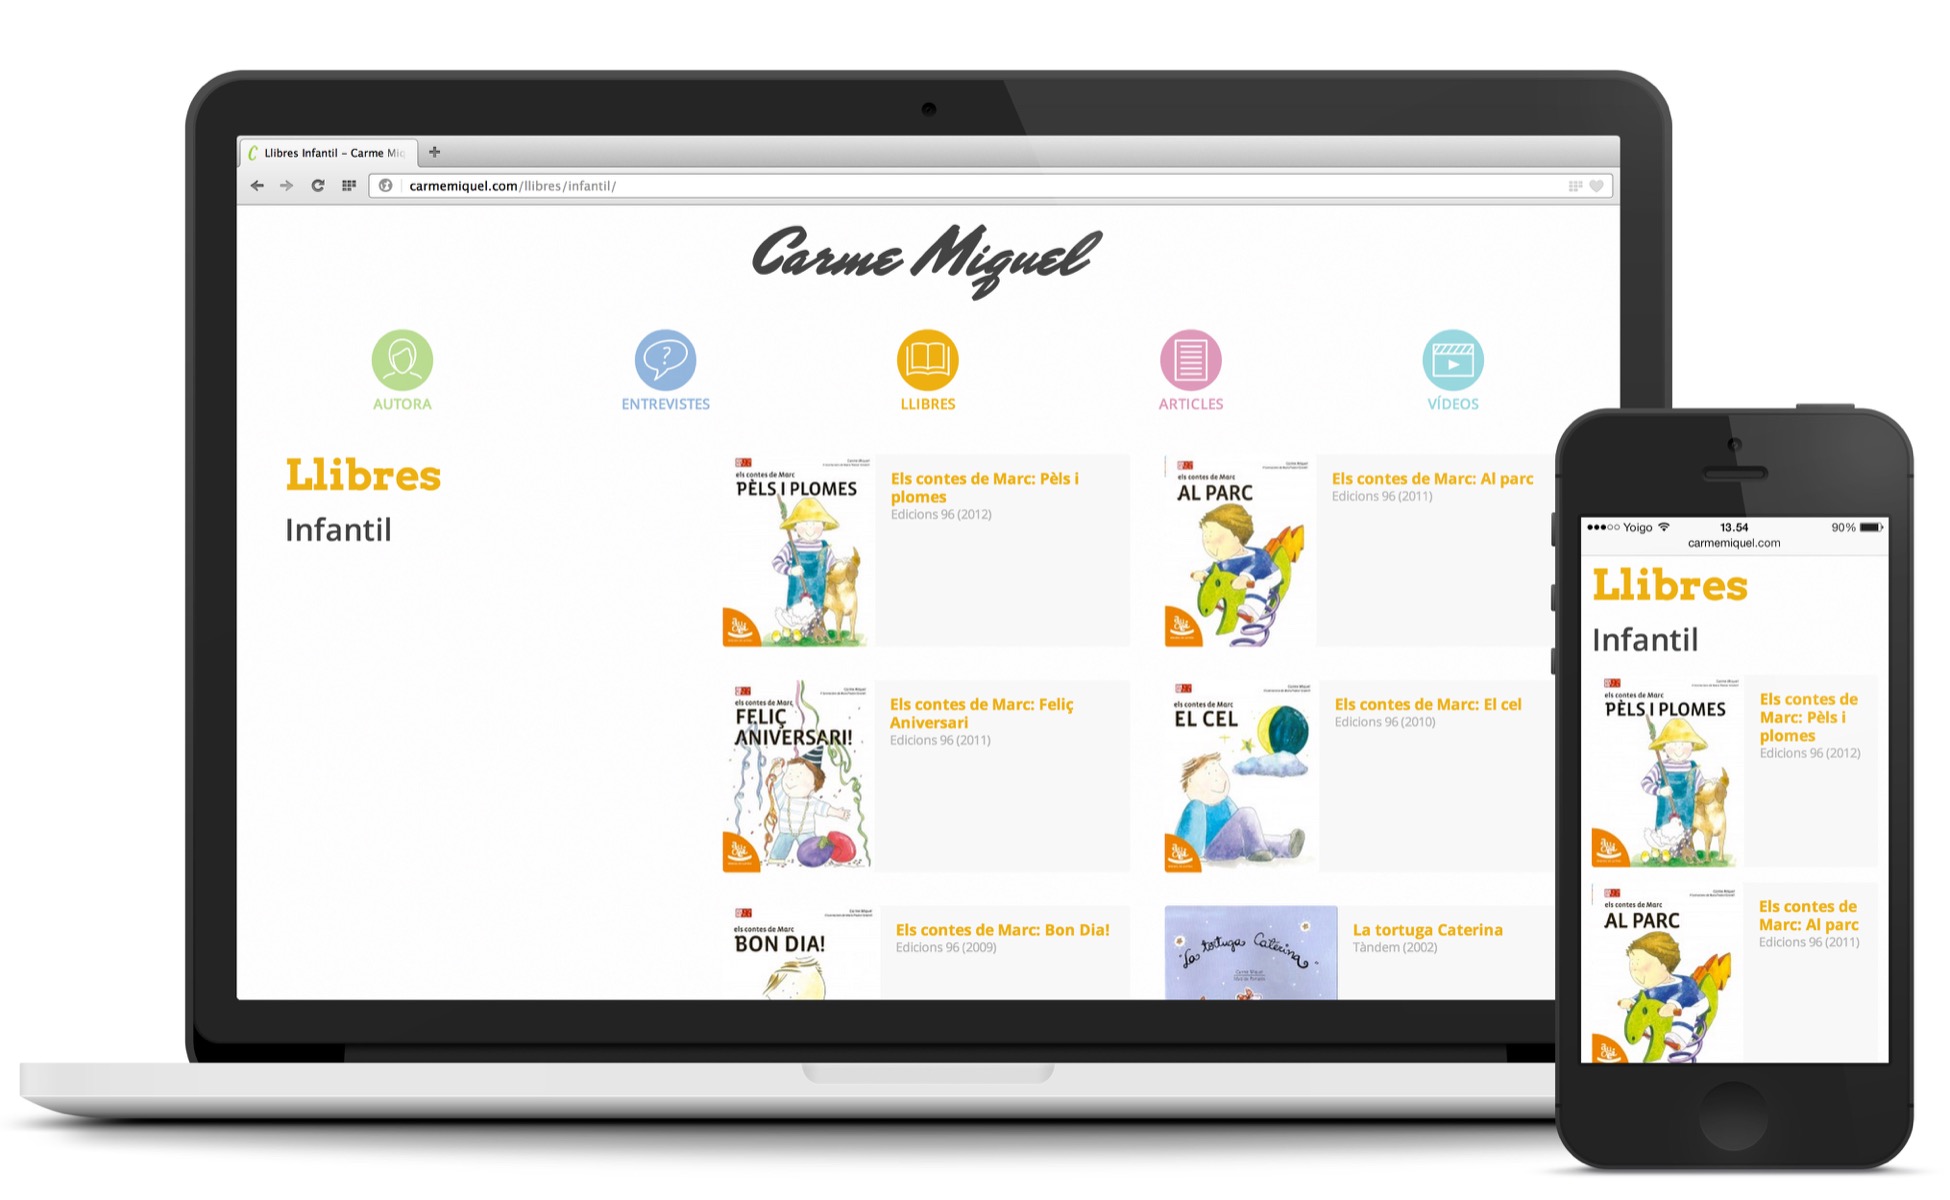 Llibres Infantil – Carme Miq
carmemiquel.com/llibres/infantil/
Carme Miquel
AUTORA
ENTREVISTES
LLIBRES
ARTICLES
VÍDEOS
Llibres
Infantil
els contes de Marc
PÈLS I PLOMES
Els contes de Marc: Pèls i
plomes
Edicions 96 (2012)
els contes de Marc
AL PARC
Els contes de Marc: Al parc
Edicions 96 (2011)
els contes de Marc
FELIÇ
ANIVERSARI!
Els contes de Marc: Feliç
Aniversari
Edicions 96 (2011)
els contes de Marc
EL CEL
Els contes de Marc: El cel
Edicions 96 (2010)
els contes de Marc
BON DIA!
Els contes de Marc: Bon Dia!
Edicions 96 (2009)
"La tortuga Caterina"
Carme Miquel
La tortuga Caterina
Tàndem (2002)
Yoigo 13.54 90%
carmemiquel.com
Llibres
Infantil
els contes de Marc
PÈLS I PLOMES
Els contes de
Marc: Pèls i
plomes
Edicions 96 (2012)
els contes de Marc
AL PARC
Els contes de
Marc: Al parc
Edicions 96 (2011)